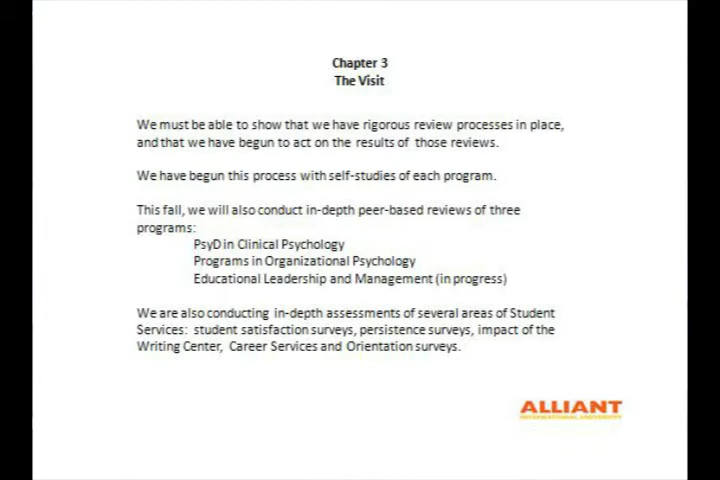 Chapter 3
The Visit
We must be able to show that we have rigorous review processes in place,
and that we have begun to act on the results of those reviews.
We have begun this process with self-studies of each program.
This fall, we will also conduct in-depth peer-based reviews of three
programs:
PsyD in Clinical Psychology
Programs in Organizational Psychology
Educational Leadership and Management (in progress)
We are also conducting in-depth assessments of several areas of Student
Services: student satisfaction surveys, persistence surveys, impact of the
Writing Center, Career Services and Orientation surveys.
ALLIANT
INTERNATIONAL UNIVERSITY